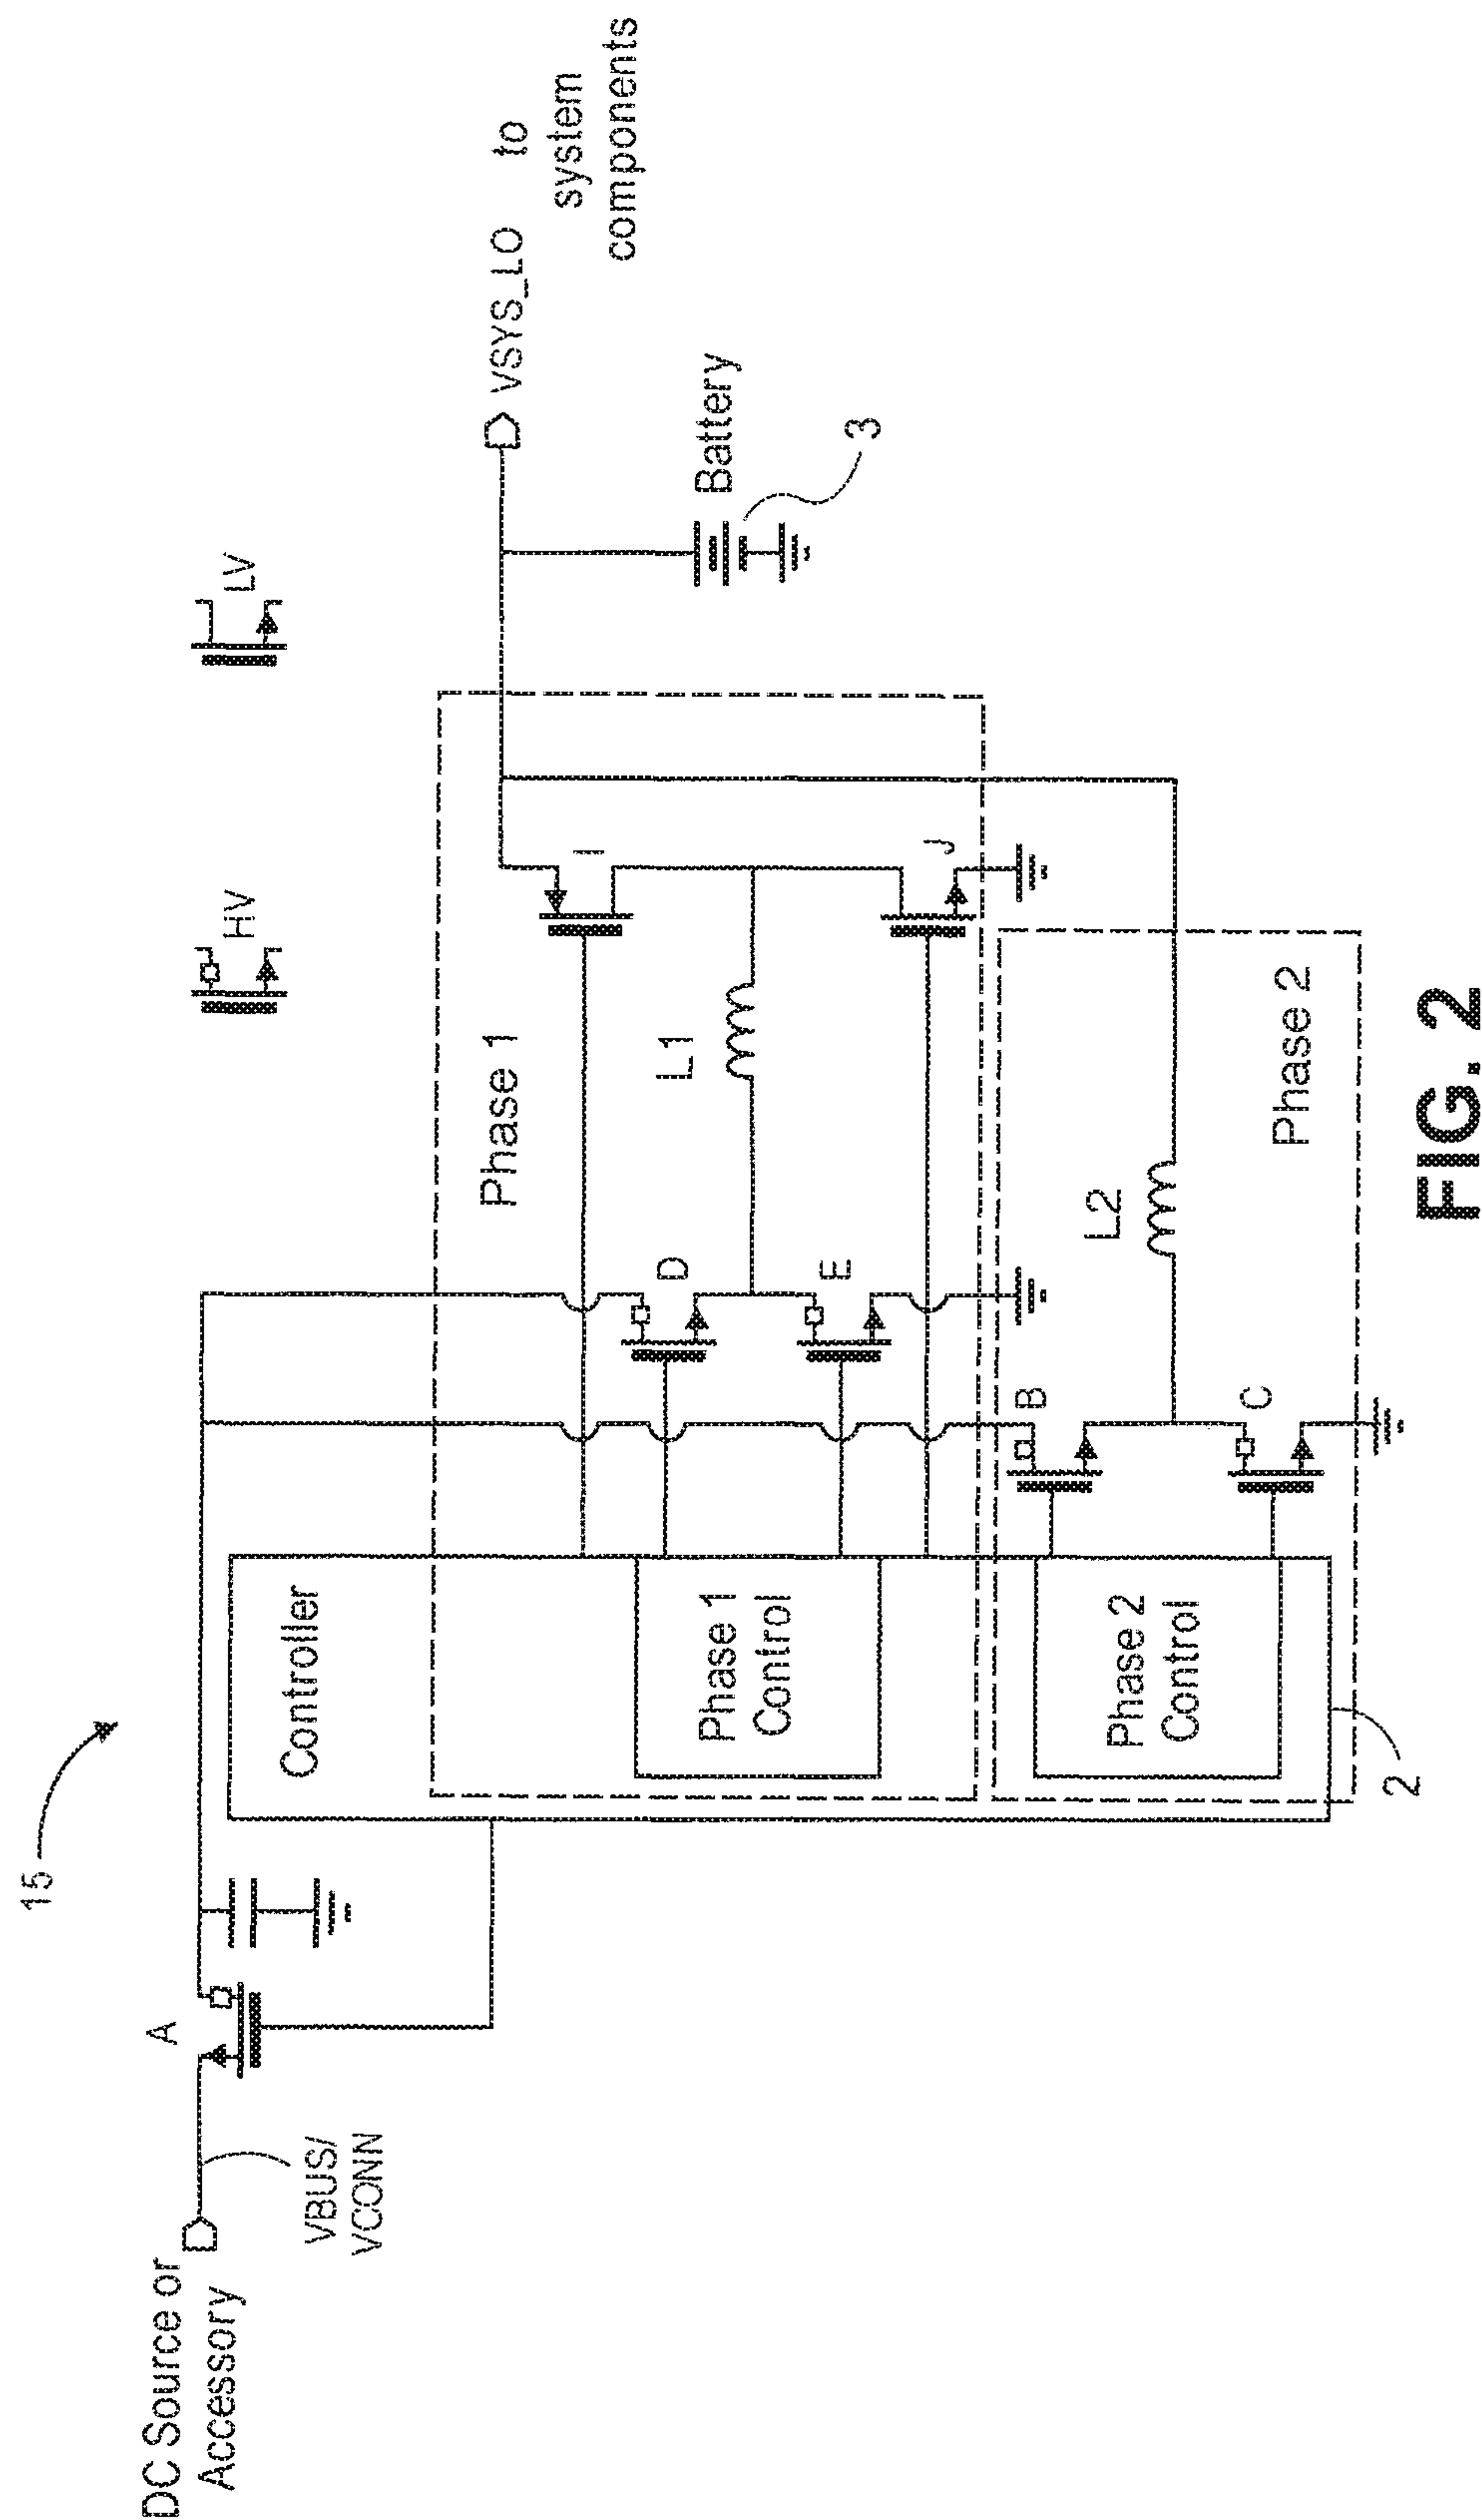 15
HV
LV
DC Source or
Accessory
A
VBUS/
VCONN
Controller
Phase 1
Control
Phase 2
Control
2
Phase 1
D
E
L1
I
J
B
C
L2
Phase 2
VSYS_LO
to
system
components
Battery
3
FIG. 2